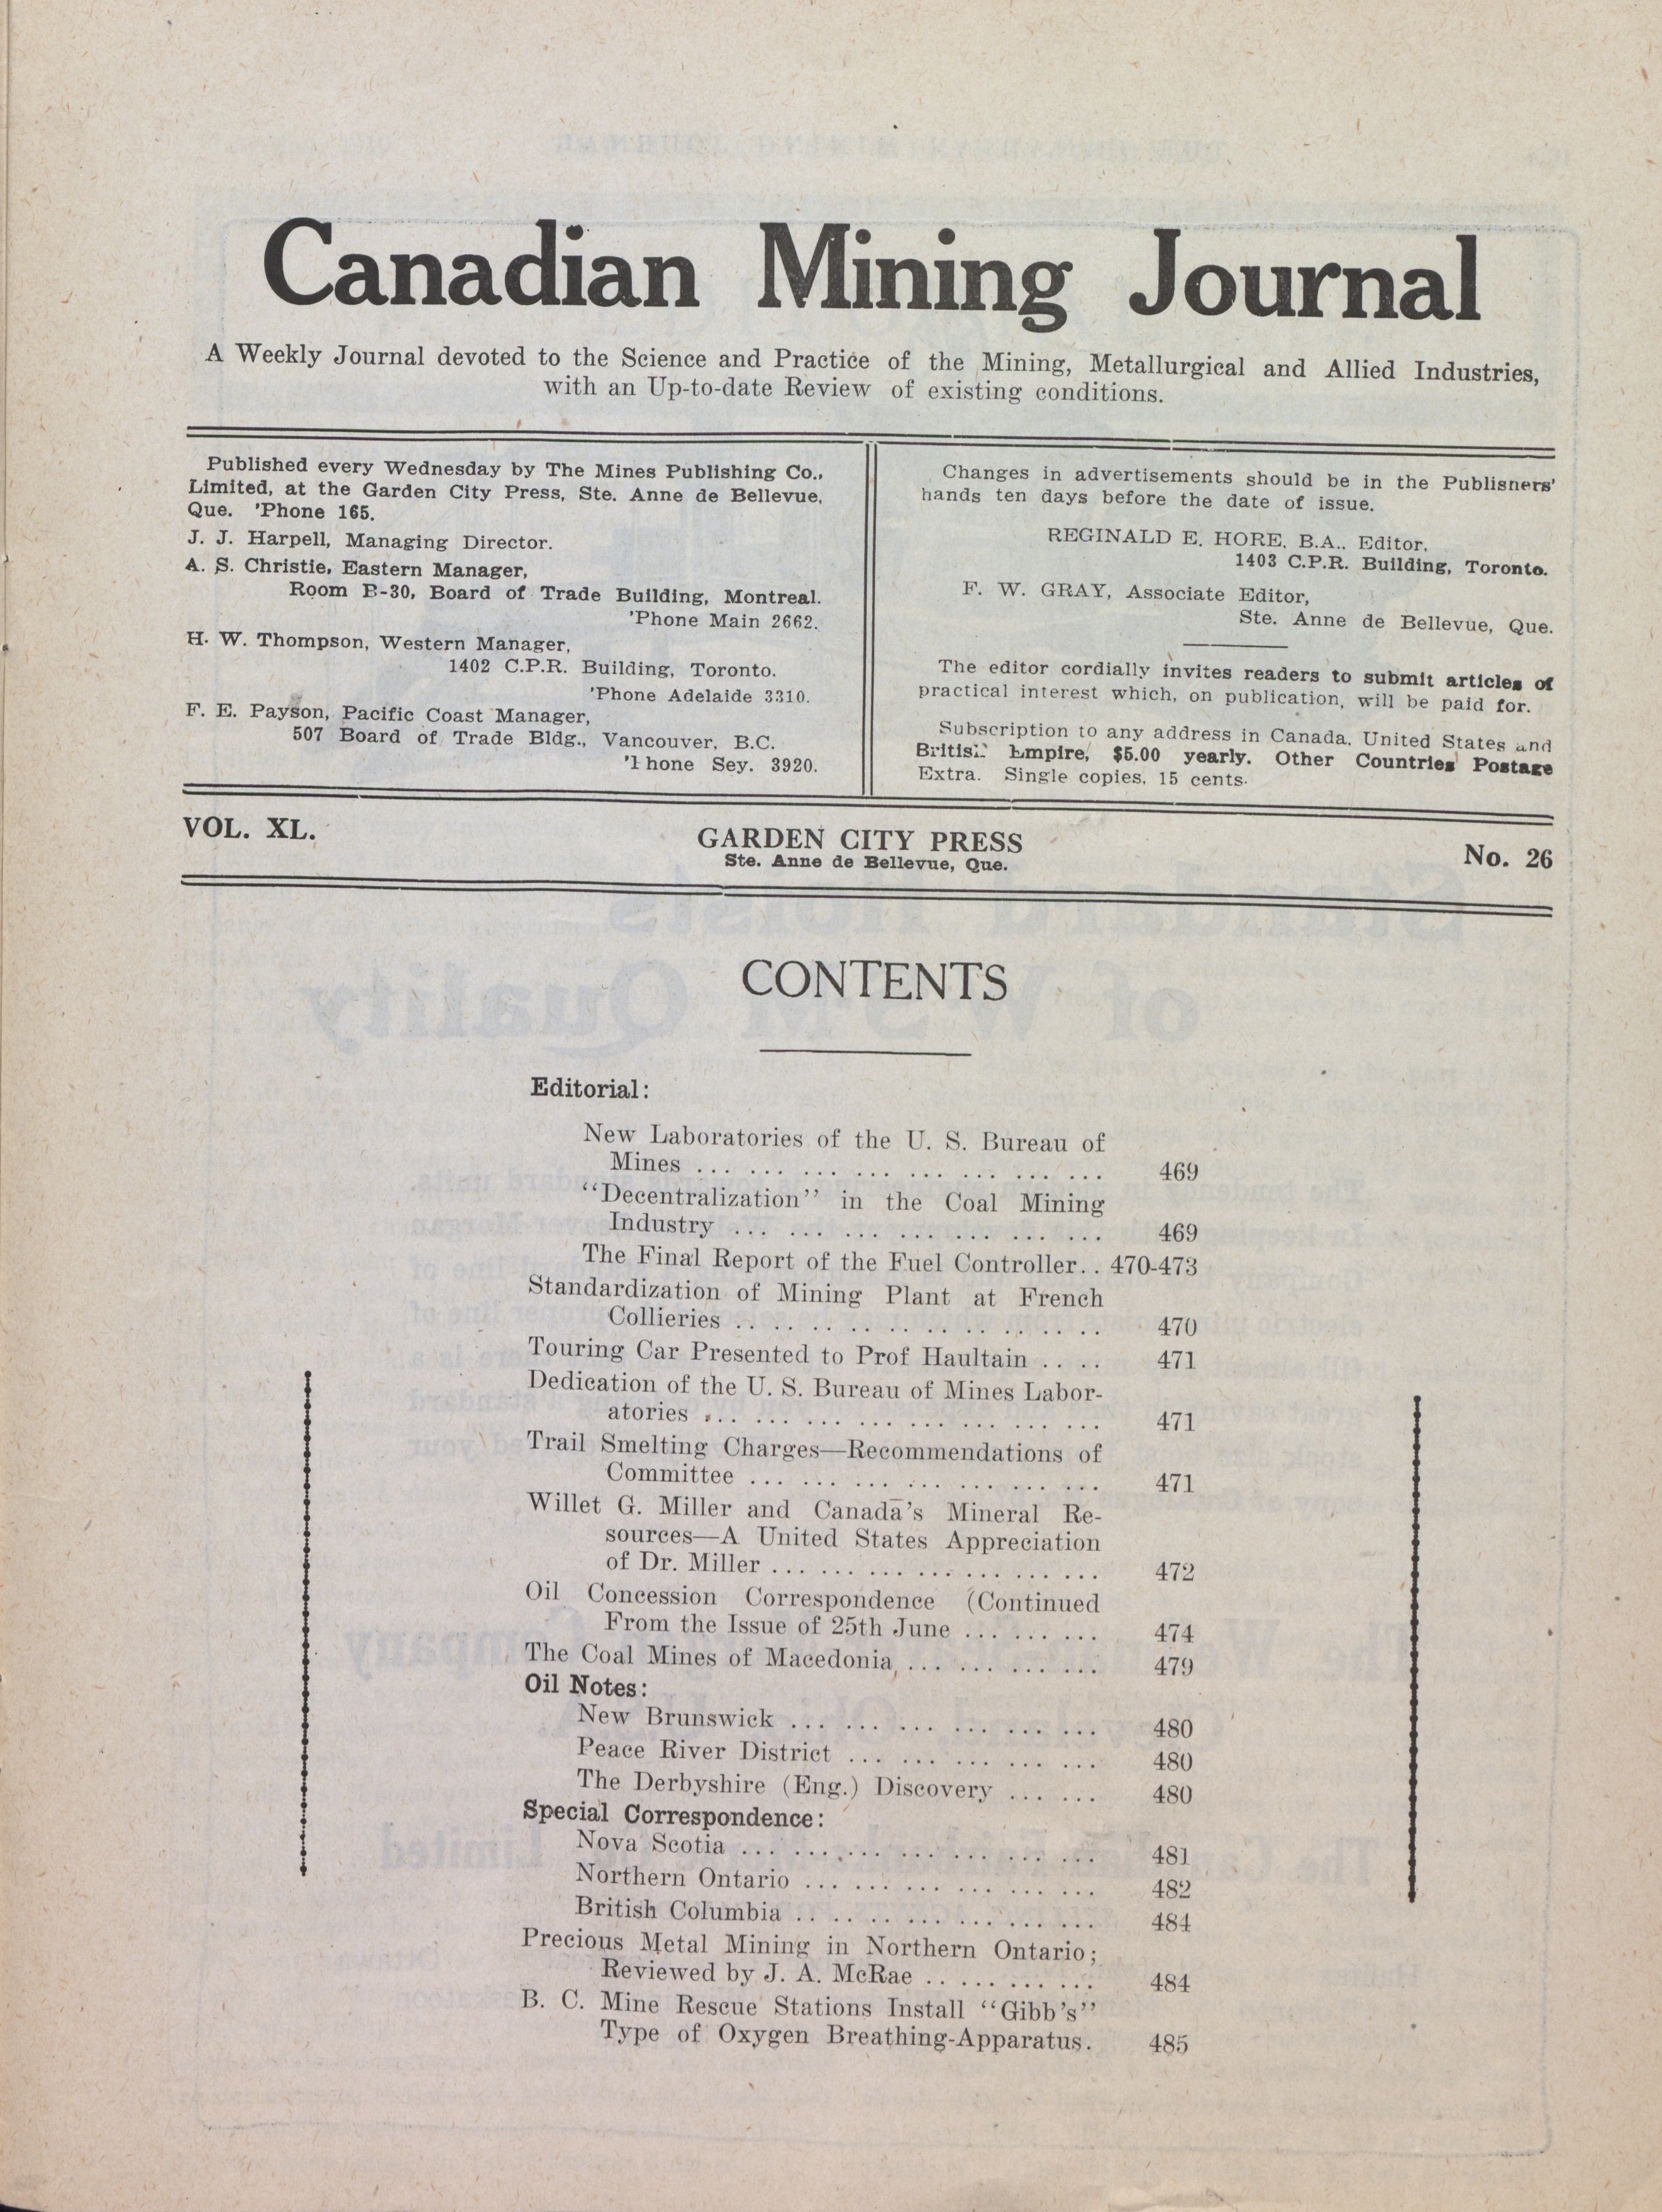 Canadian Mining Journal
A Weekly Journal devoted to the Science and Practice of the Mining, Metallurgical and Allied Industries,
with an Up-to-date Review of existing conditions.
Published every Wednesday by The Mines Publishing Co.,
Limited, at the Garden City Press, Ste. Anne de Bellevue,
Que. 'Phone 165.
J. J. Harpell, Managing Director.
A. S. Christie, Eastern Manager,
Room B-30, Board of Trade Building, Montreal.
'Phone Main 2662.
H. W. Thompson, Western Manager,
1402 C.P.R. Building, Toronto.
'Phone Adelaide 3310.
F. E. Payson, Pacific Coast Manager,
507 Board of Trade Bldg., Vancouver, B.C.
'Phone Sey. 3920.
Changes in advertisements should be in the Publishers'
hands ten days before the date of issue.
REGINALD E. HORE, B.A., Editor,
1403 C.P.R. Building, Toronto.
F. W. GRAY, Associate Editor,
Ste. Anne de Bellevue, Que.
The editor cordially invites readers to submit articles of
practical interest which, on publication, will be paid for.
Subscription to any address in Canada, United States and
British Empire, $5.00 yearly. Other Countries Postage
Extra. Single copies, 15 cents.
VOL. XL.
GARDEN CITY PRESS
Ste. Anne de Bellevue, Que.
No. 26
CONTENTS
Editorial:
New Laboratories of the U. S. Bureau of
Mines ... ... ... ... ... ... ... ... 469
"Decentralization" in the Coal Mining
Industry ... ... ... ... ... ... ... 469
The Final Report of the Fuel Controller.. 470-473
Standardization of Mining Plant at French
Collieries .. .. .. .. .. .. .. .. .. .. 470
Touring Car Presented to Prof Haultain .. .. 471
Dedication of the U. S. Bureau of Mines Labor-
atories ... ... ... ... ... ... ... ... 471
Trail Smelting Charges—Recommendations of
Committee ... ... ... ... ... ... ... 471
Willet G. Miller and Canada's Mineral Re-
sources—A United States Appreciation
of Dr. Miller ... ... ... ... ... ... ... 472
Oil Concession Correspondence (Continued
From the Issue of 25th June ... ... ... 474
The Coal Mines of Macedonia, ... ... ... ... 479
Oil Notes:
New Brunswick ... ... ... ... ... ... 480
Peace River District ... ... ... ... ... 480
The Derbyshire (Eng.) Discovery ... ... 480
Special Correspondence:
Nova Scotia ... ... ... ... ... ... ... 481
Northern Ontario ... ... ... ... ... ... 482
British Columbia .. .. .. ... ... ... ... 484
Precious Metal Mining in Northern Ontario;
Reviewed by J. A. McRae .. ... ... ... 484
B. C. Mine Rescue Stations Install "Gibb's"
Type of Oxygen Breathing-Apparatus. 485